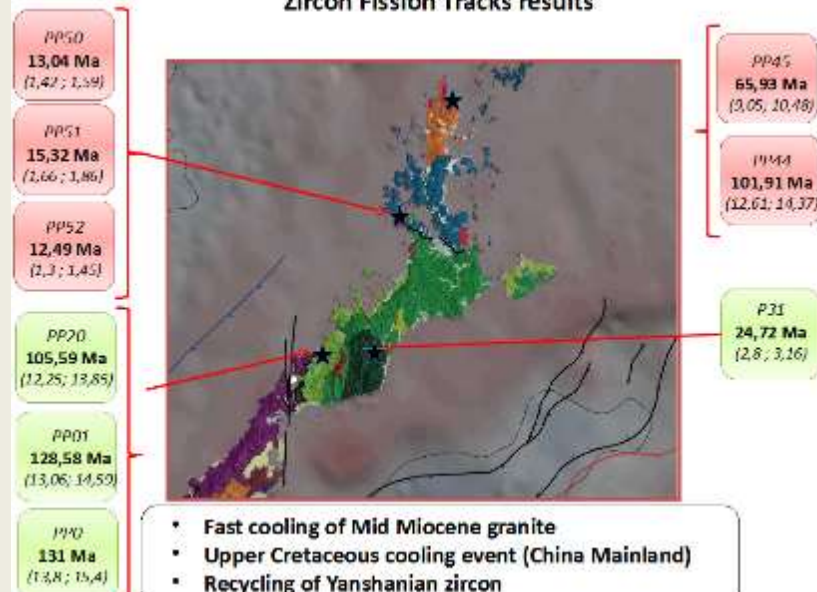 Zircon Fission Tracks results
PP50
13,04 Ma
(1,42 ; 1,59)
PP51
15,32 Ma
(1,66 ; 1,86)
PP52
12,49 Ma
(1,3 ; 1,45)
PP20
105,59 Ma
(12,25; 13,85)
PP01
128,58 Ma
(13,06; 14,59)
PP0
131 Ma
(13,8 ; 15,4)
PP45
65,93 Ma
(9,05, 10,48)
PP44
101,91 Ma
(12,61; 14,37)
P31
24,72 Ma
(2,8 ; 3,16)
• Fast cooling of Mid Miocene granite
• Upper Cretaceous cooling event (China Mainland)
• Recycling of Yanshanian zircon